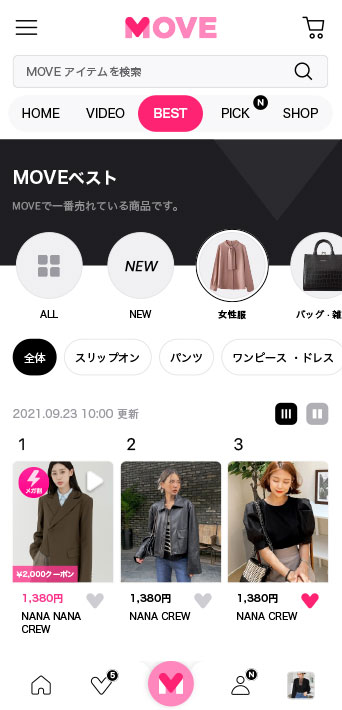 MOVE
MOVE アイテムを検索
HOME
VIDEO
BEST
PICK
N
SHOP
MOVEベスト
MOVEで一番売れている商品です。
NEW
ALL
NEW
女性服
バッグ・雑
全体
スリップオン
パンツ
ワンピース ・ドレス
2021.09.23 10:00 更新
1
2
3
メガ割
¥2,000クーポン
1,380円
NANA NANA
CREW
1,380円
NANA CREW
1,380円
NANA CREW
6
M
N